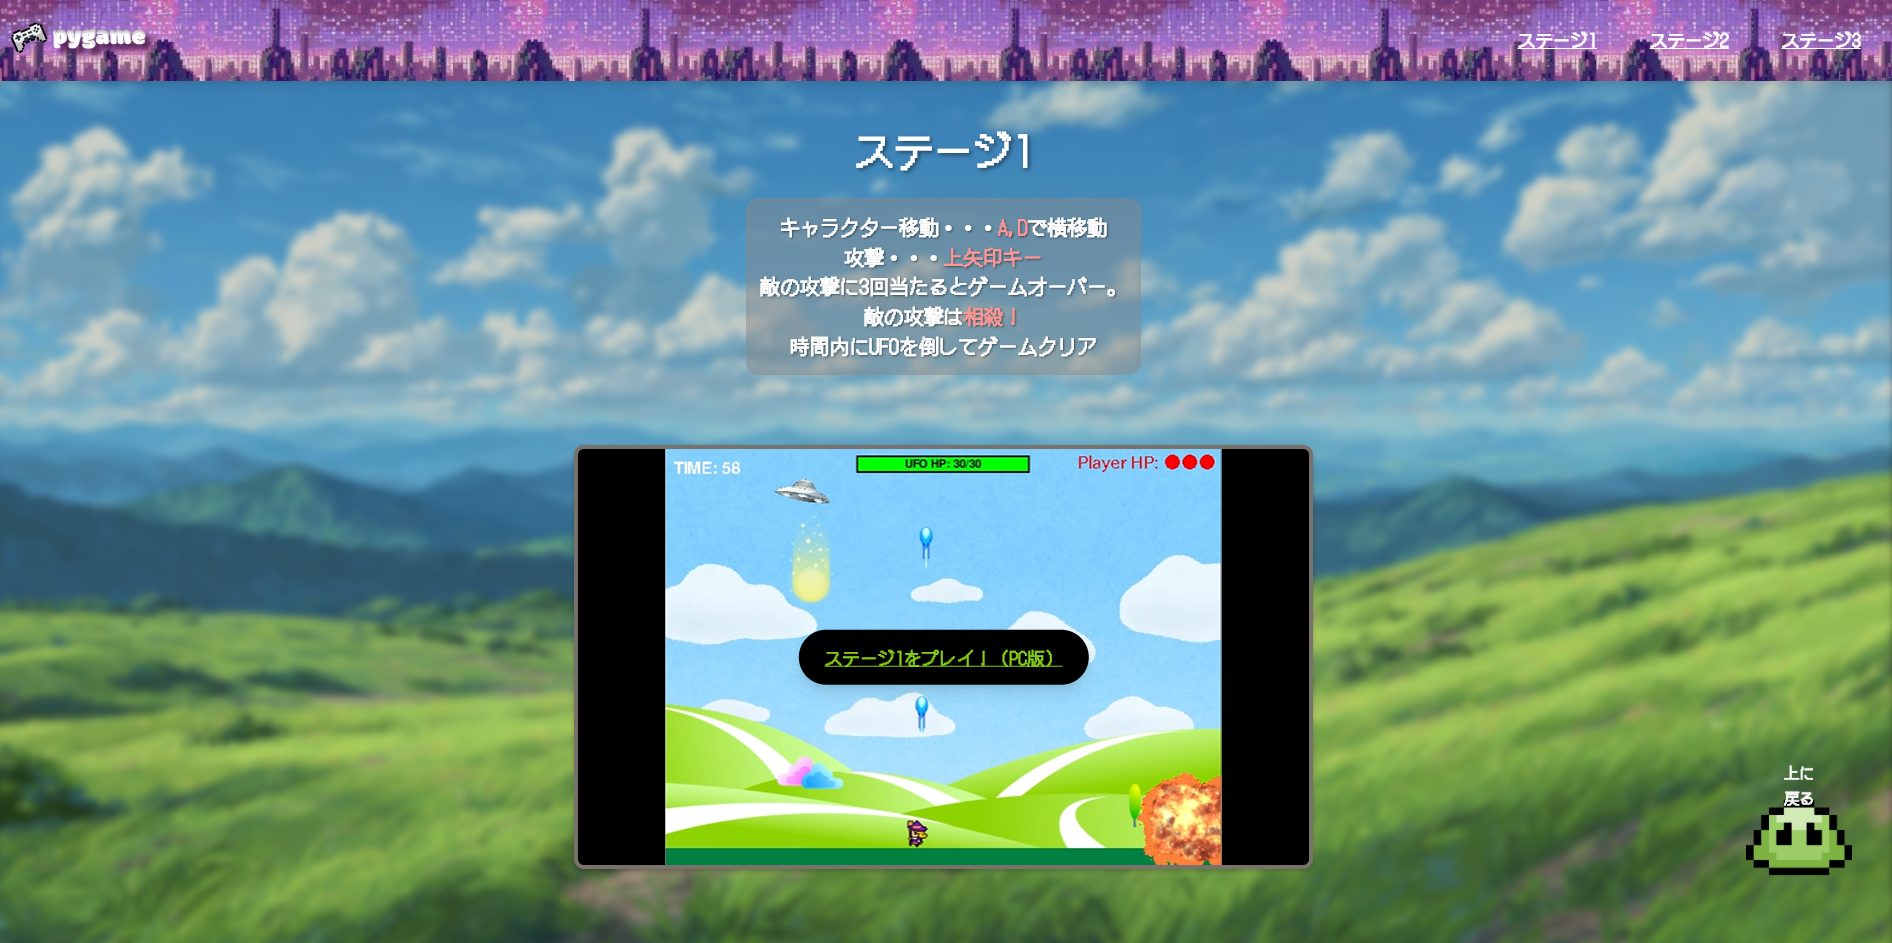 pygame
ステージ1
ステージ2
ステージ3
ステージ1
キャラクター移動・・・A,Dで横移動
攻撃・・・上矢印キー
敵の攻撃に3回当たるとゲームオーバー。
敵の攻撃は相殺！
時間内にUFOを倒してゲームクリア
TIME: 58
UFO HP: 30/30
Player HP:
ステージ1をプレイ！（PC版）
上に
戻る